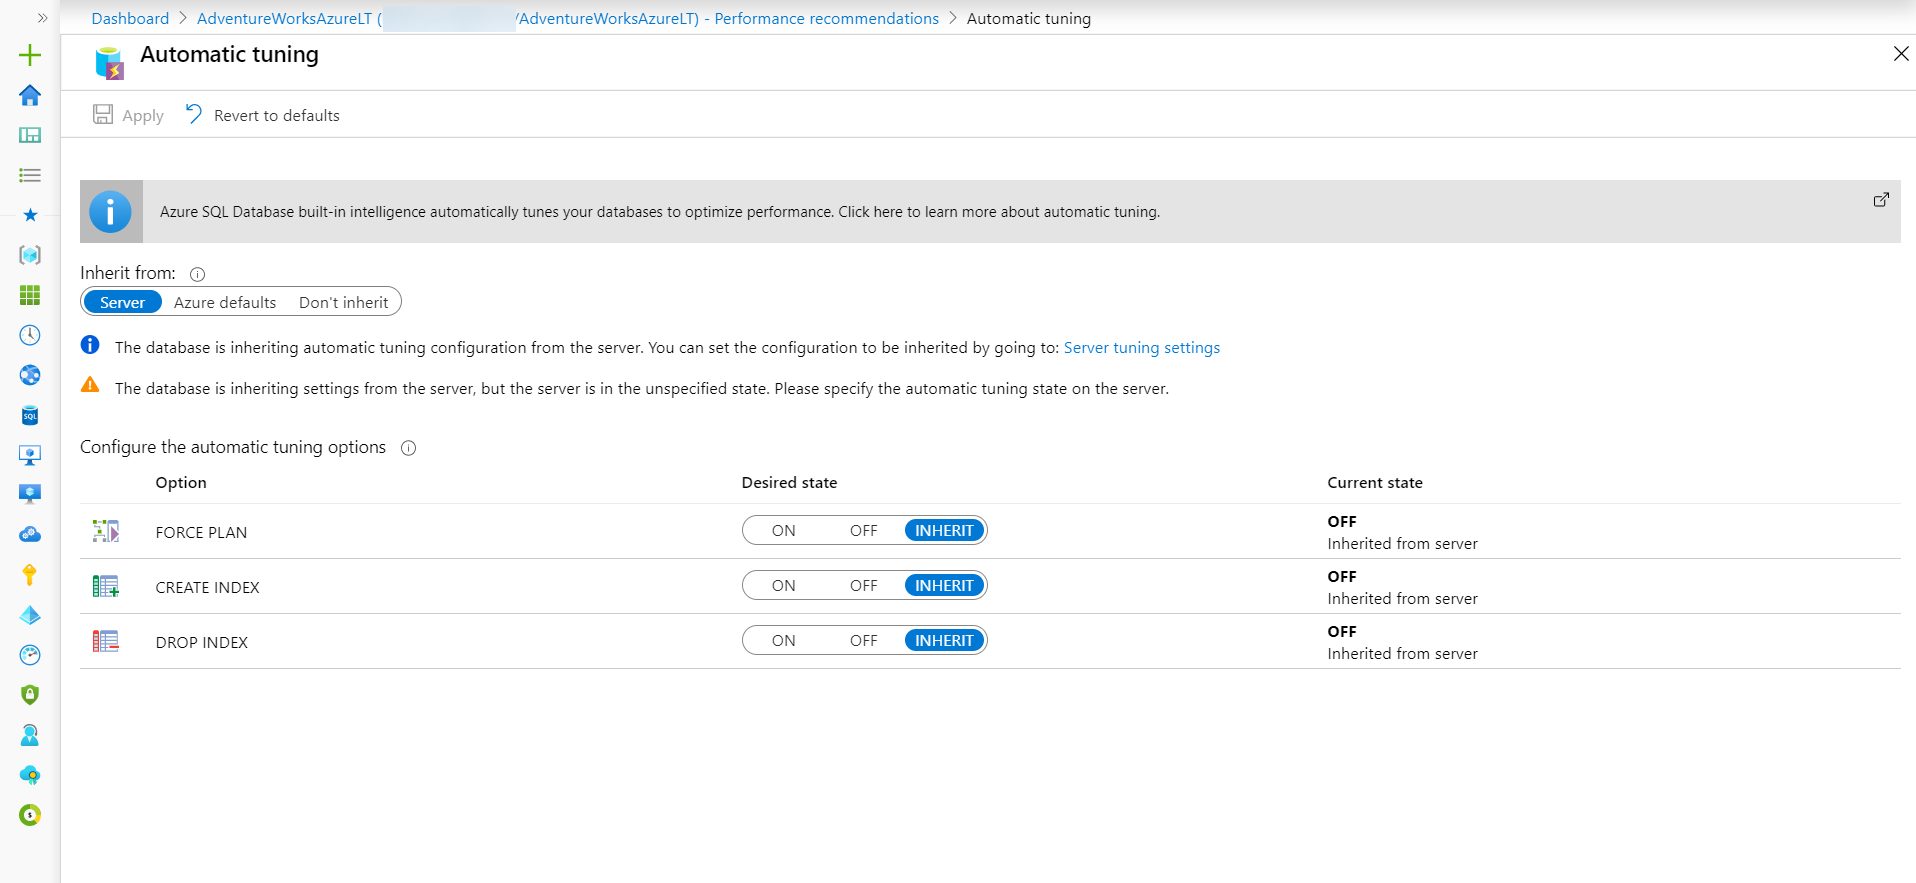 Dashboard > AdventureWorksAzureLT ( /AdventureWorksAzureLT) - Performance recommendations > Automatic tuning
Automatic tuning
Apply Revert to defaults
Azure SQL Database built-in intelligence automatically tunes your databases to optimize performance. Click here to learn more about automatic tuning.
Inherit from:
Server Azure defaults Don't inherit
The database is inheriting automatic tuning configuration from the server. You can set the configuration to be inherited by going to: Server tuning settings
The database is inheriting settings from the server, but the server is in the unspecified state. Please specify the automatic tuning state on the server.
Configure the automatic tuning options
Option Desired state Current state
FORCE PLAN ON OFF INHERIT OFF
Inherited from server
CREATE INDEX ON OFF INHERIT OFF
Inherited from server
DROP INDEX ON OFF INHERIT OFF
Inherited from server
SQL